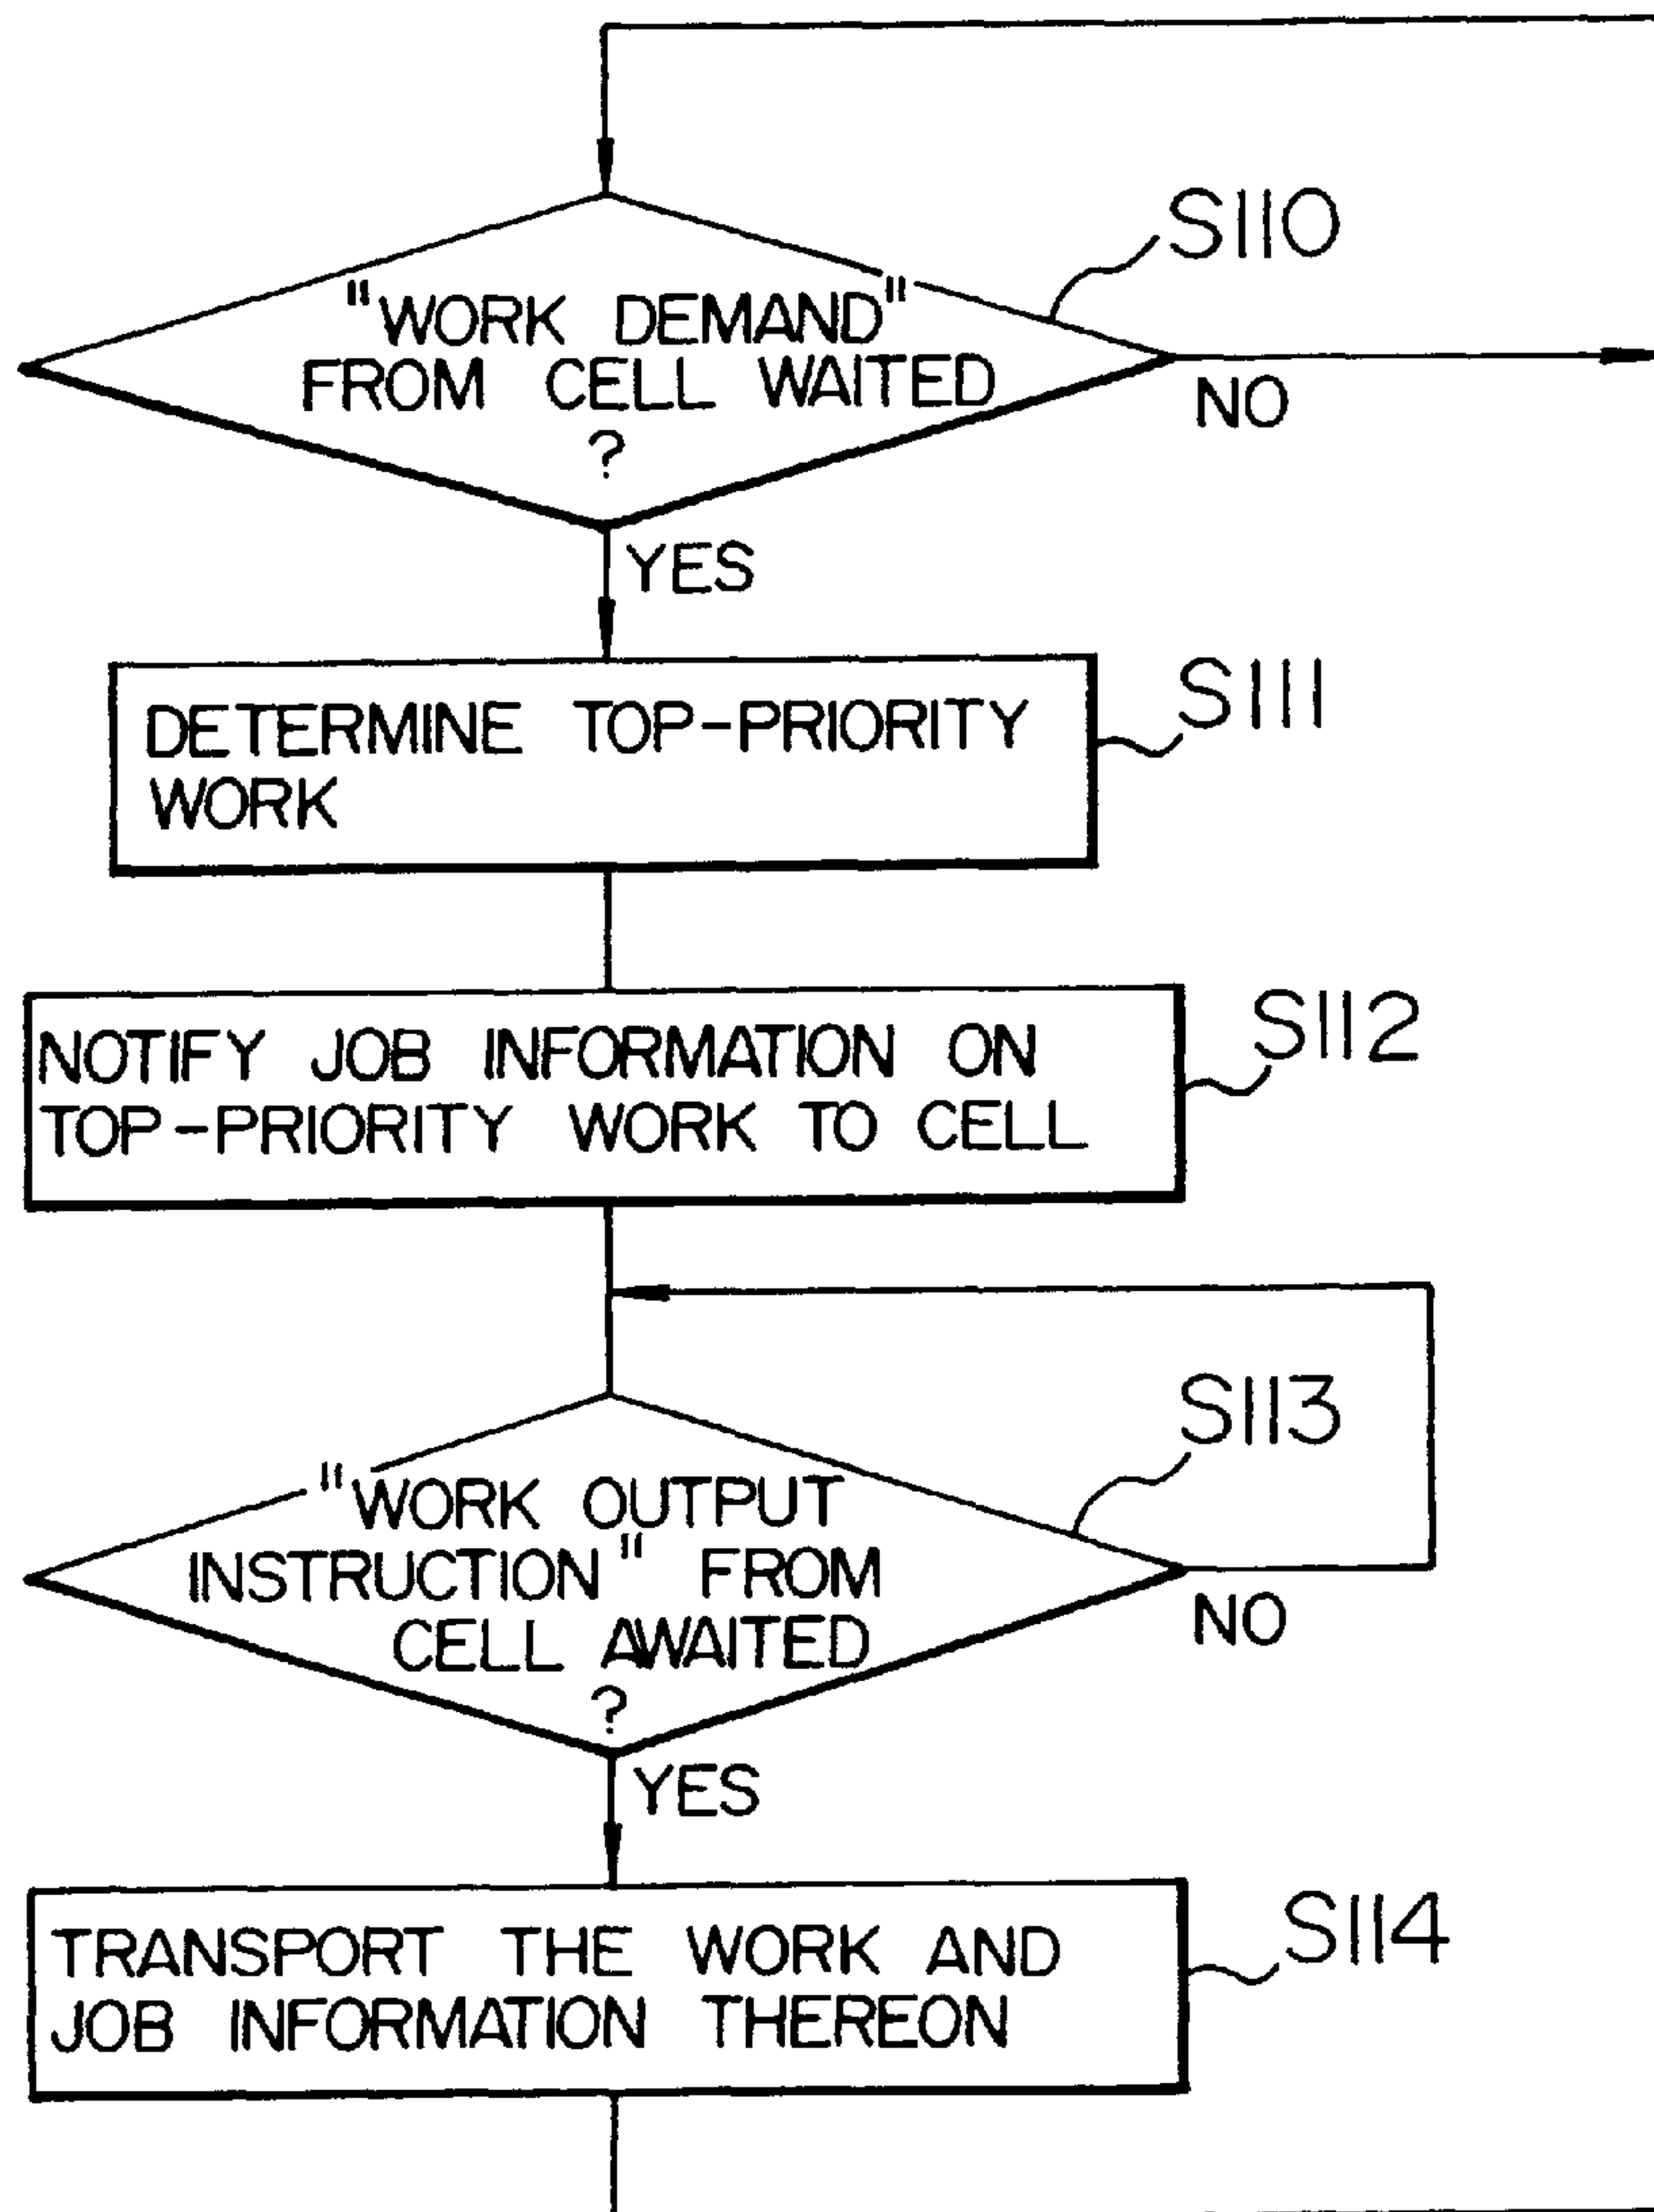 S110
"WORK DEMAND"
FROM CELL WAITED
?
NO
YES
S111
DETERMINE TOP-PRIORITY
WORK
S112
NOTIFY JOB INFORMATION ON
TOP-PRIORITY WORK TO CELL
S113
"WORK OUTPUT
INSTRUCTION" FROM
CELL AWAITED
?
NO
YES
S114
TRANSPORT THE WORK AND
JOB INFORMATION THEREON